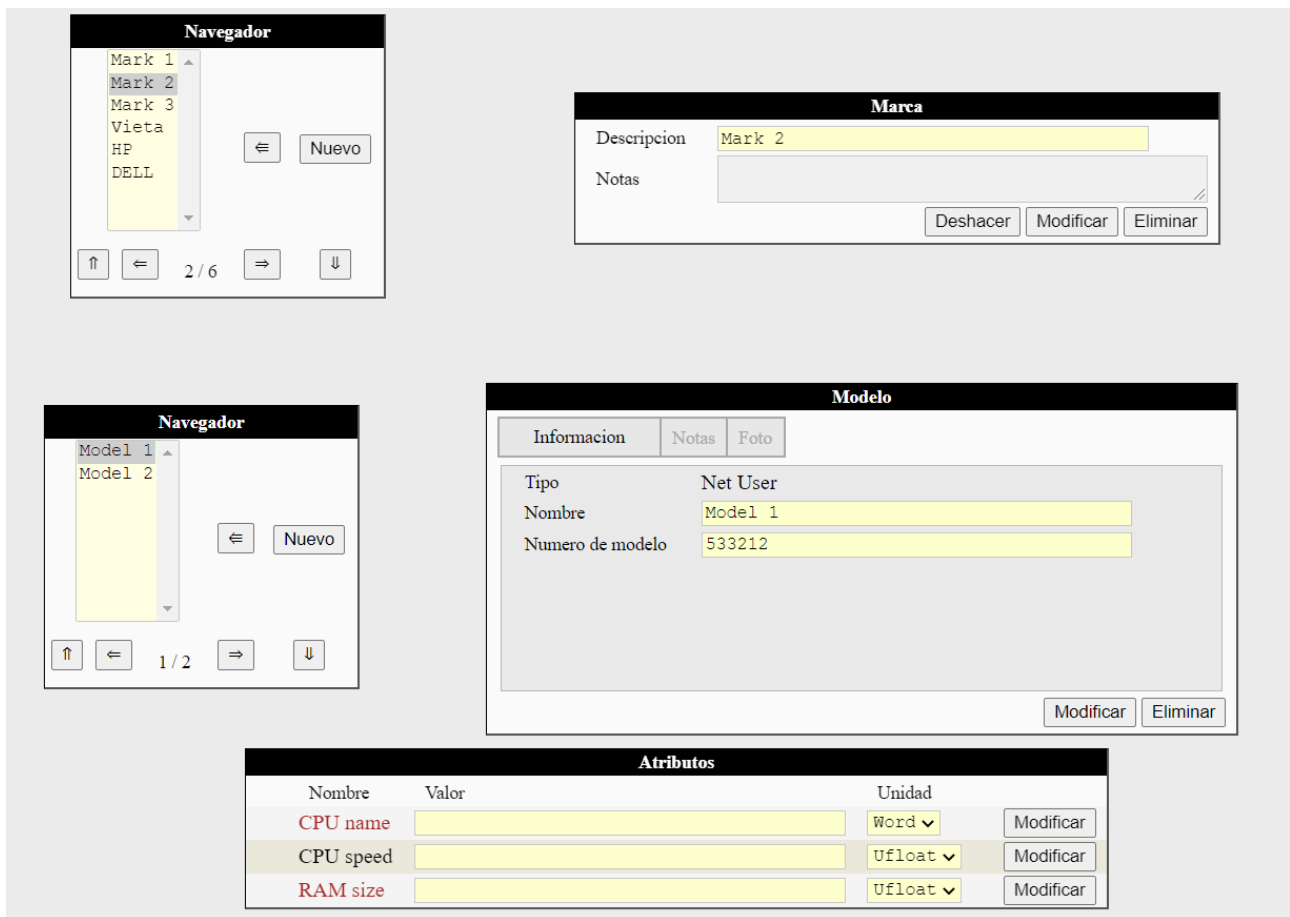 Navegador
Mark 1
Mark 2
Mark 3
Vieta
HP
DELL
⇚ Nuevo
⇑ ⇐ 2 / 6 ⇒ ⇓
Marca
Descripcion Mark 2
Notas
Deshacer Modificar Eliminar
Navegador
Model 1
Model 2
⇚ Nuevo
⇑ ⇐ 1 / 2 ⇒ ⇓
Modelo
Informacion Notas Foto
Tipo Net User
Nombre Model 1
Numero de modelo 533212
Modificar Eliminar
Atributos
Nombre Valor Unidad
CPU name Word Modificar
CPU speed Ufloat Modificar
RAM size Ufloat Modificar